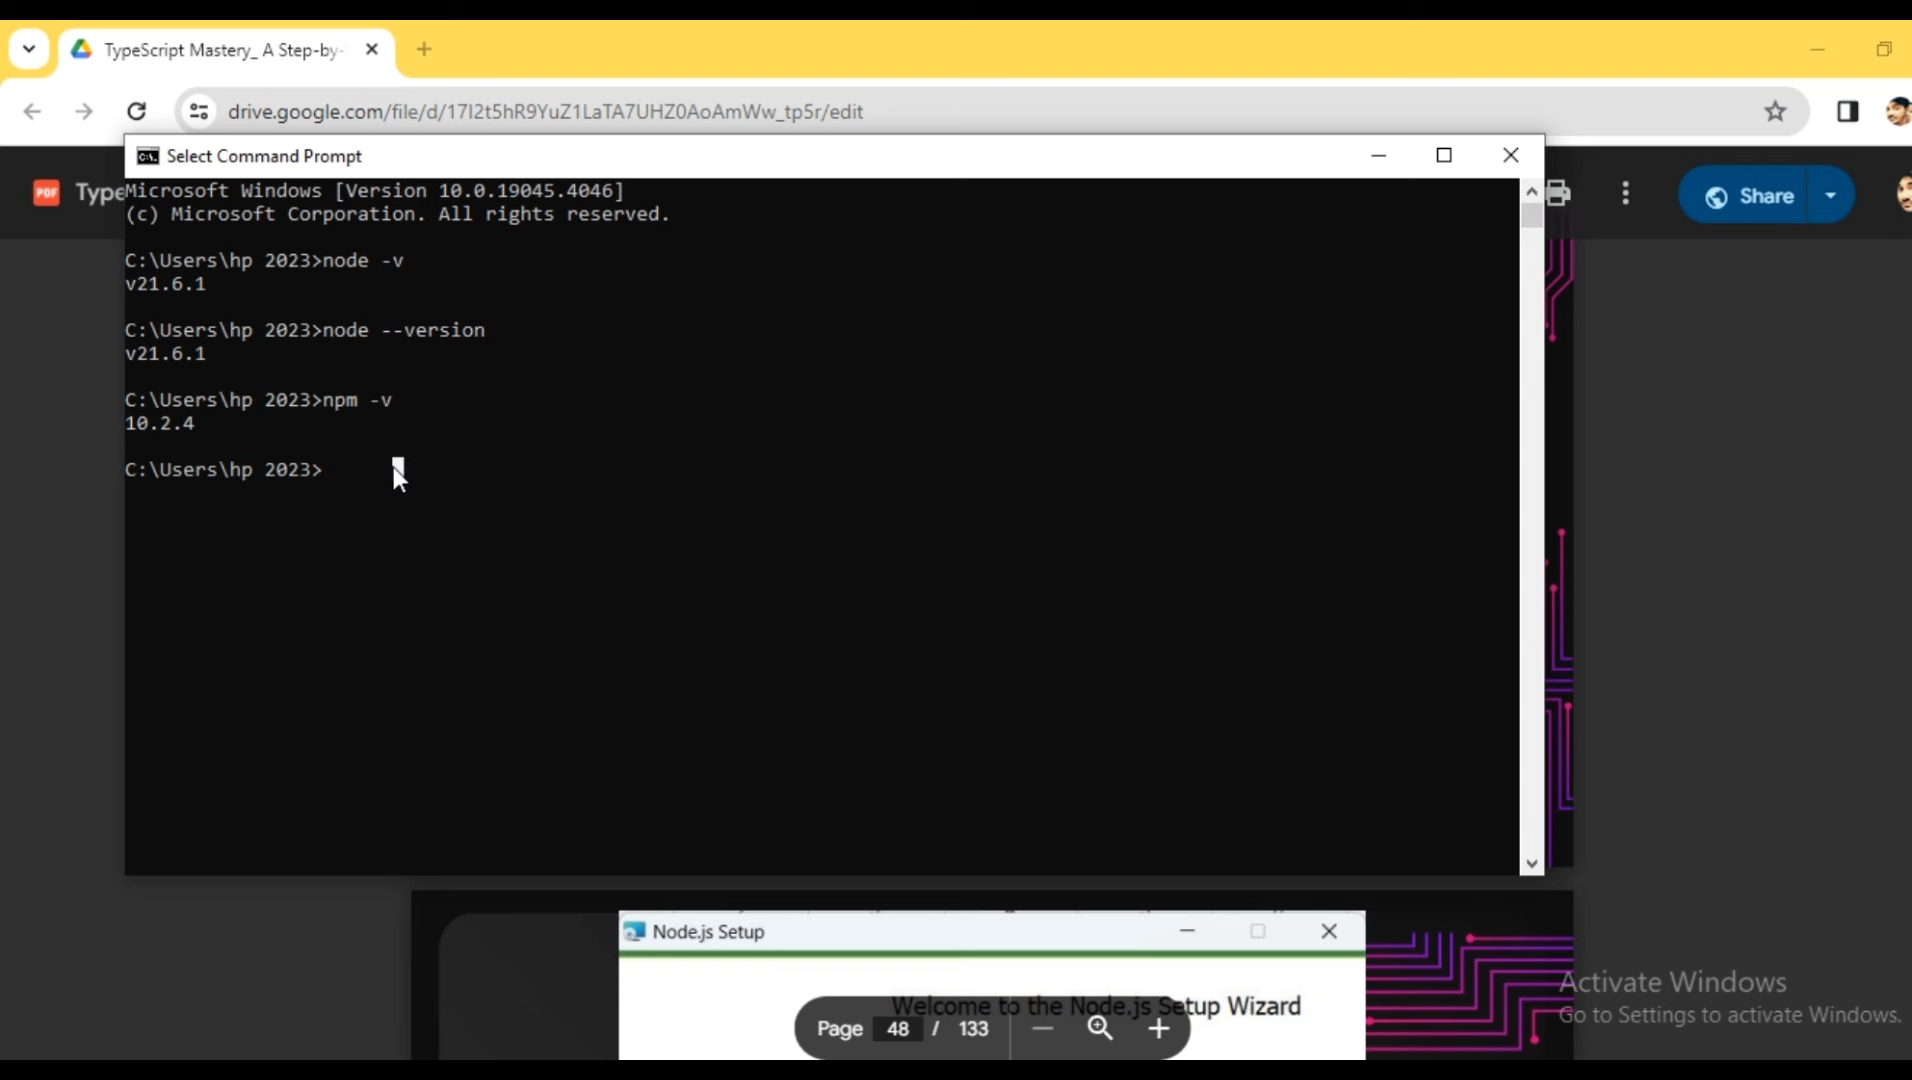 TypeScript Mastery_ A Step-by-
drive.google.com/file/d/17I2t5hR9YuZ1LaTA7UHZ0AoAmWw_tp5r/edit
Select Command Prompt
PDF Type
Share
Microsoft Windows [Version 10.0.19045.4046]
(c) Microsoft Corporation. All rights reserved.
C:\Users\hp 2023>node -v
v21.6.1
C:\Users\hp 2023>node --version
v21.6.1
C:\Users\hp 2023>npm -v
10.2.4
C:\Users\hp 2023>
Node.js Setup
Welcome to the Node.js Setup Wizard
Page 48 / 133
Activate Windows
Go to Settings to activate Windows.